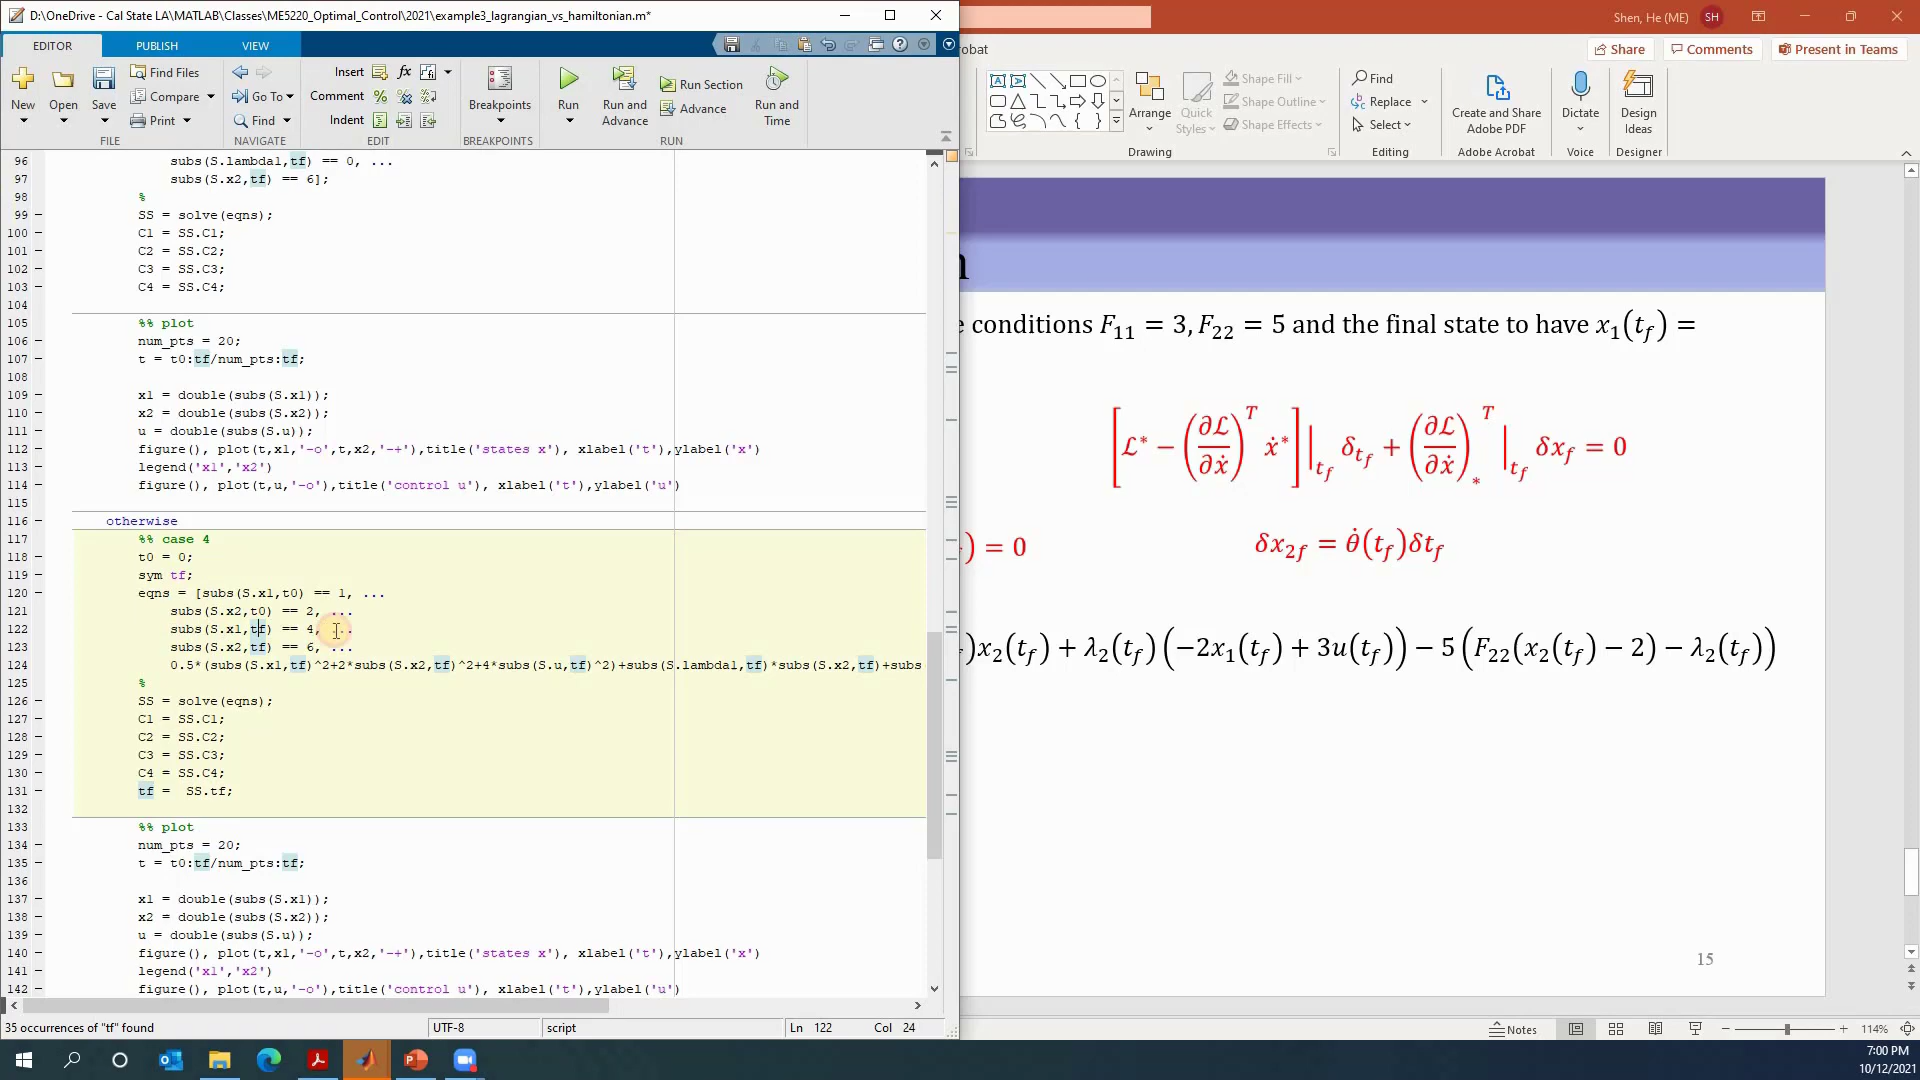 D:\OneDrive - Cal State LA\MATLAB\Classes\ME5220_Optimal_Control\2021\example3_lagrangian_vs_hamiltonian.m*
EDITOR PUBLISH VIEW
New Open Save
Find Files
Compare
Print
Go To
Find
Insert fx
Comment
Indent
Breakpoints
Run
Run and Advance
Run Section
Advance
Run and Time
FILE NAVIGATE EDIT BREAKPOINTS RUN
96 subs(S.lambda1,tf) == 0, ...
97 subs(S.x2,tf) == 6];
98 %
99 SS = solve(eqns);
100 C1 = SS.C1;
101 C2 = SS.C2;
102 C3 = SS.C3;
103 C4 = SS.C4;
104
105 %% plot
106 num_pts = 20;
107 t = t0:tf/num_pts:tf;
108
109 x1 = double(subs(S.x1));
110 x2 = double(subs(S.x2));
111 u = double(subs(S.u));
112 figure(), plot(t,x1,'-o',t,x2,'-+'),title('states x'), xlabel('t'),ylabel('x')
113 legend('x1','x2')
114 figure(), plot(t,u,'-o'),title('control u'), xlabel('t'),ylabel('u')
115
116 otherwise
117 %% case 4
118 t0 = 0;
119 sym tf;
120 eqns = [subs(S.x1,t0) == 1, ...
121 subs(S.x2,t0) == 2, ...
122 subs(S.x1,tf) == 4, ...
123 subs(S.x2,tf) == 6, ...
124 0.5*(subs(S.x1,tf)^2+2*subs(S.x2,tf)^2+4*subs(S.u,tf)^2)+subs(S.lambda1,tf)*subs(S.x2,tf)+subs
125 %
126 SS = solve(eqns);
127 C1 = SS.C1;
128 C2 = SS.C2;
129 C3 = SS.C3;
130 C4 = SS.C4;
131 tf = SS.tf;
132
133 %% plot
134 num_pts = 20;
135 t = t0:tf/num_pts:tf;
136
137 x1 = double(subs(S.x1));
138 x2 = double(subs(S.x2));
139 u = double(subs(S.u));
140 figure(), plot(t,x1,'-o',t,x2,'-+'),title('states x'), xlabel('t'),ylabel('x')
141 legend('x1','x2')
142 figure(), plot(t,u,'-o'),title('control u'), xlabel('t'),ylabel('u')
35 occurrences of "tf" found UTF-8 script Ln 122 Col 24
Shen, He (ME) SH
Share Comments Present in Teams
Arrange
Quick Styles
Shape Fill
Shape Outline
Shape Effects
Find
Replace
Select
Create and Share Adobe PDF
Dictate
Design Ideas
Drawing Editing Adobe Acrobat Voice Designer
e conditions F₁₁ = 3, F₂₂ = 5 and the final state to have x₁(t_f) =
[ℒ* − (∂ℒ/∂ẋ)^T ẋ*]|_{t_f} δ_{t_f} + (∂ℒ/∂ẋ)_*^T|_{t_f} δx_f = 0
) = 0 δx_{2f} = θ̇(t_f)δt_f
)x₂(t_f) + λ₂(t_f)(−2x₁(t_f) + 3u(t_f)) − 5(F₂₂(x₂(t_f) − 2) − λ₂(t_f))
15
Notes 114%
7:00 PM
10/12/2021